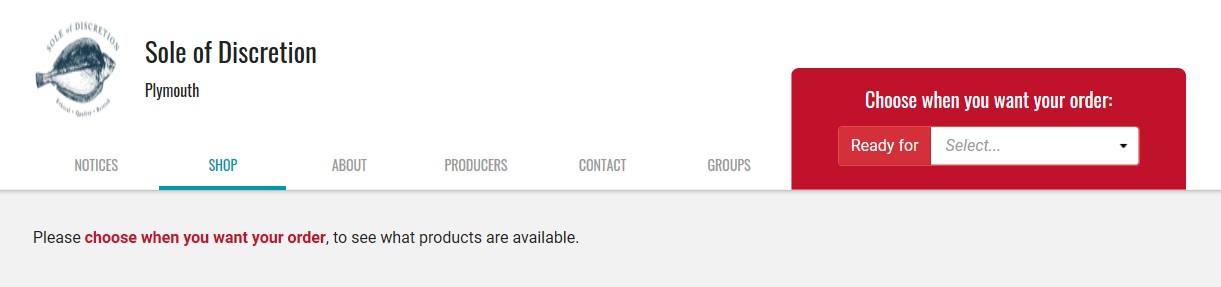 SOLE of DISCRETION
Ethical • Quality • Bespoke
Sole of Discretion
Plymouth
Choose when you want your order:
Ready for Select...
NOTICES SHOP ABOUT PRODUCERS CONTACT GROUPS
Please choose when you want your order, to see what products are available.